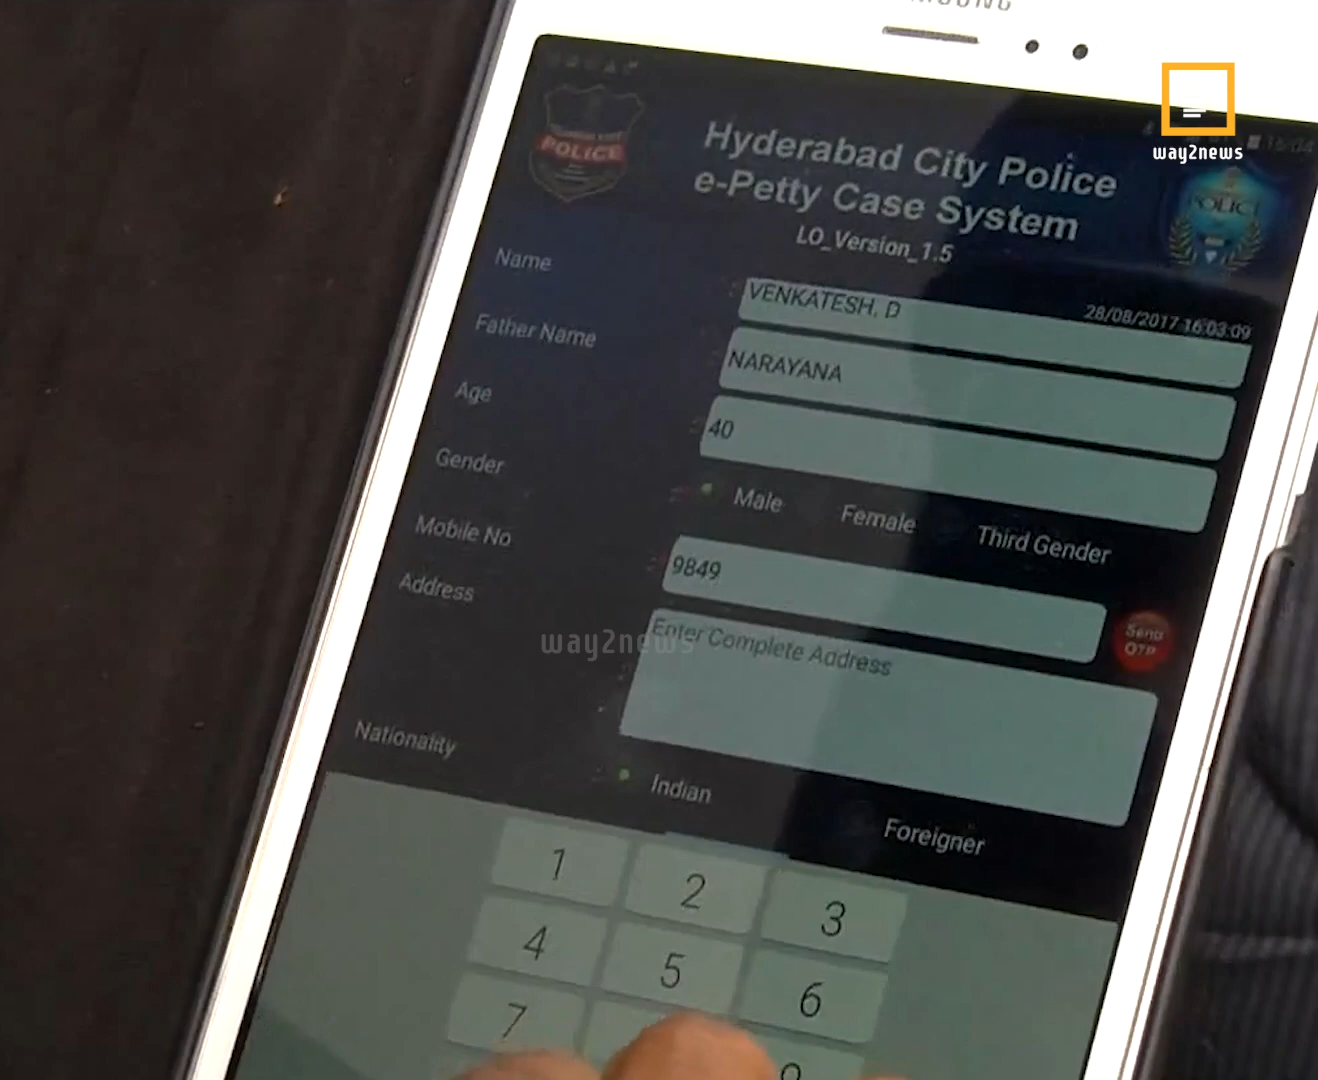 way2news
POLICE
Hyderabad City Police
e-Petty Case System
LO_Version_1.5
POLICE
28/08/2017 16:03:09
Name
VENKATESH. D
Father Name
NARAYANA
Age
40
Gender
Male Female Third Gender
Mobile No
9849
Send
OTP
Address
Enter Complete Address
way2news
Nationality
Indian Foreigner
1 2 3
4 5 6
7 9